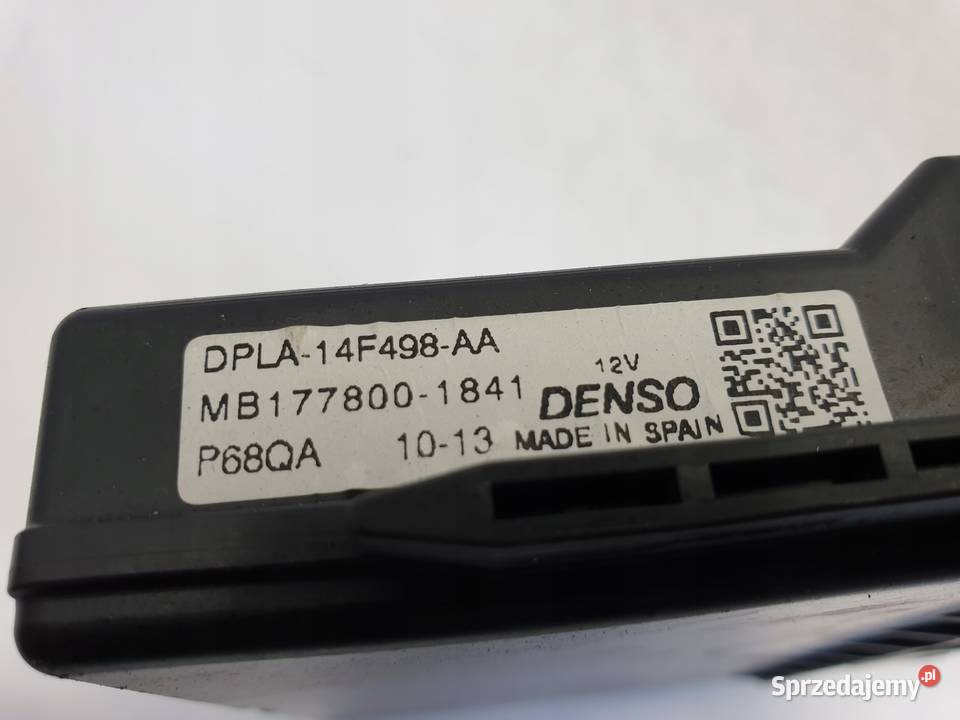 DPLA-14F498-AA
MB177800-1841
P68QA 10-13
12V
DENSO
MADE IN SPAIN
Sprzedajemy.pl